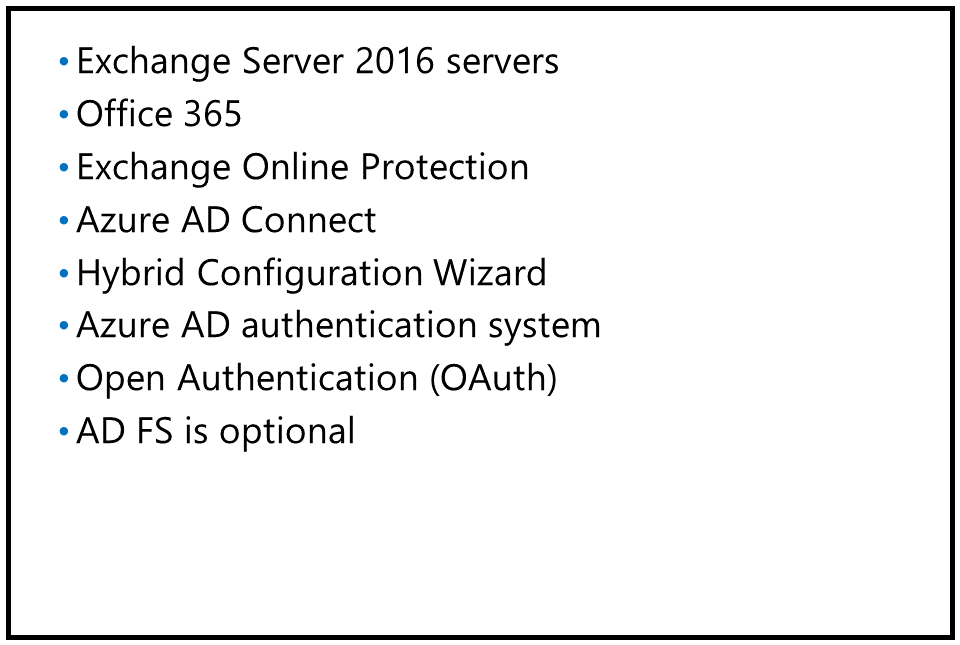 • Exchange Server 2016 servers
• Office 365
• Exchange Online Protection
• Azure AD Connect
• Hybrid Configuration Wizard
• Azure AD authentication system
• Open Authentication (OAuth)
• AD FS is optional